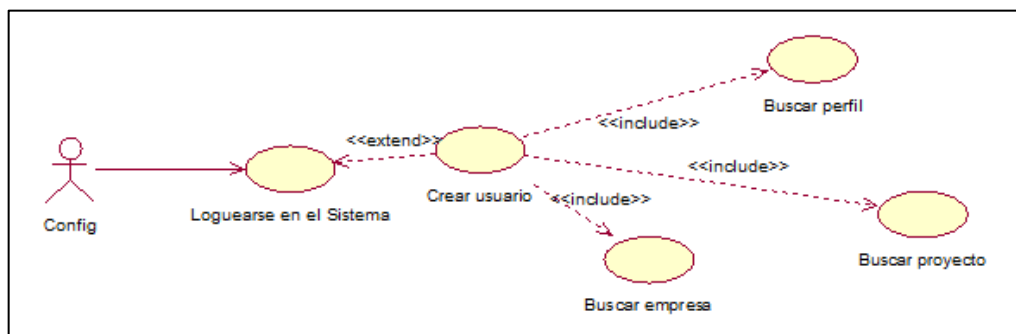 Buscar perfil
<<include>>
<<extend>>
<<include>>
Crear usuario
<<include>>
Loguearse en el Sistema
Config
Buscar proyecto
Buscar empresa